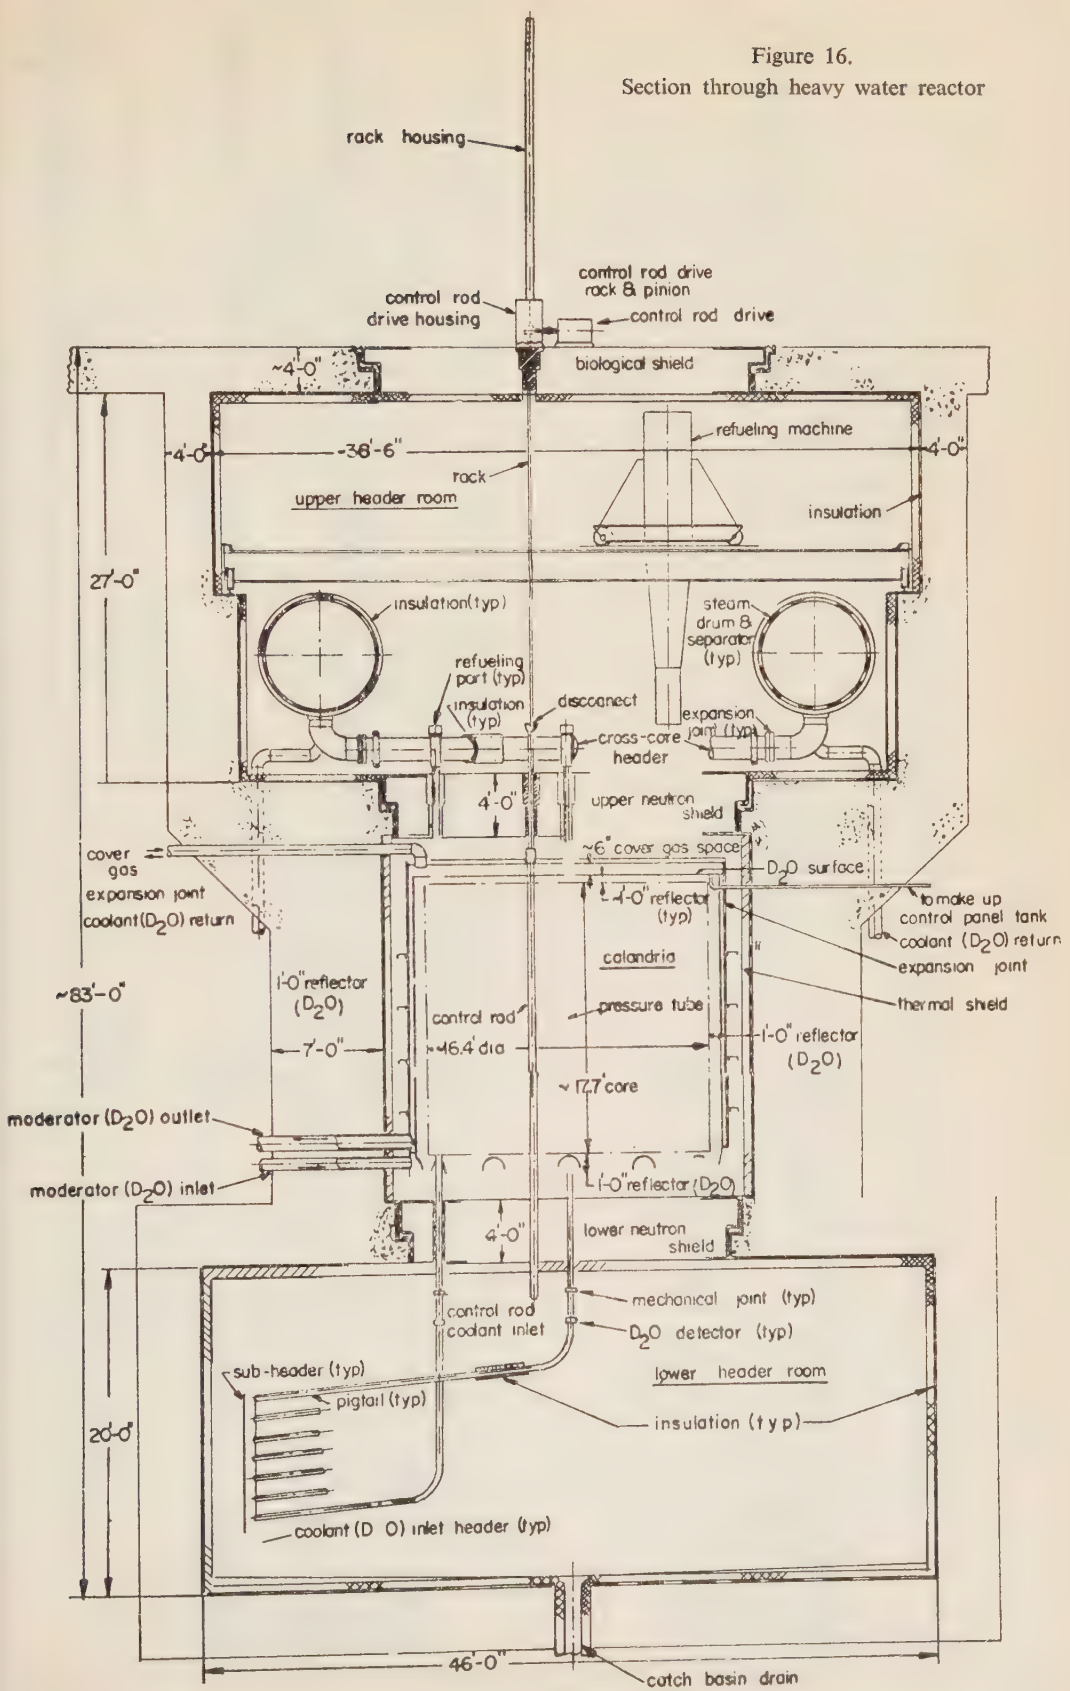 Figure 16.
Section through heavy water reactor
rack housing
control rod drive
rack & pinion
control rod
drive housing
control rod drive
~4'-0"
biological shield
refueling machine
4'-0"
~38'-6"
4'-0"
rack
upper header room
insulation
27'-0"
insulation (typ)
steam
drum &
separator
(typ)
refueling
part (typ)
insulation
(typ)
disconnect
expansion
joint (typ)
cross-core
header
4'-0"
upper neutron
shield
cover
gas
~6" cover gas space
D2O surface
expansion joint
coolant (D2O) return
~1'-0" reflector
(typ)
to make up
control panel tank
coolant (D2O) return
calandria
expansion joint
1'-0" reflector
(D2O)
~83'-0"
pressure tube
thermal shield
control rod
7'-0"
~16.4' dia
1'-0" reflector
(D2O)
~17.7' core
moderator (D2O) outlet
moderator (D2O) inlet
1'-0" reflector (D2O)
4'-0"
lower neutron
shield
control rod
coolant inlet
mechanical joint (typ)
D2O detector (typ)
sub-header (typ)
lower header room
pigtail (typ)
insulation (typ)
20'-0"
coolant (D O) inlet header (typ)
46'-0"
catch basin drain